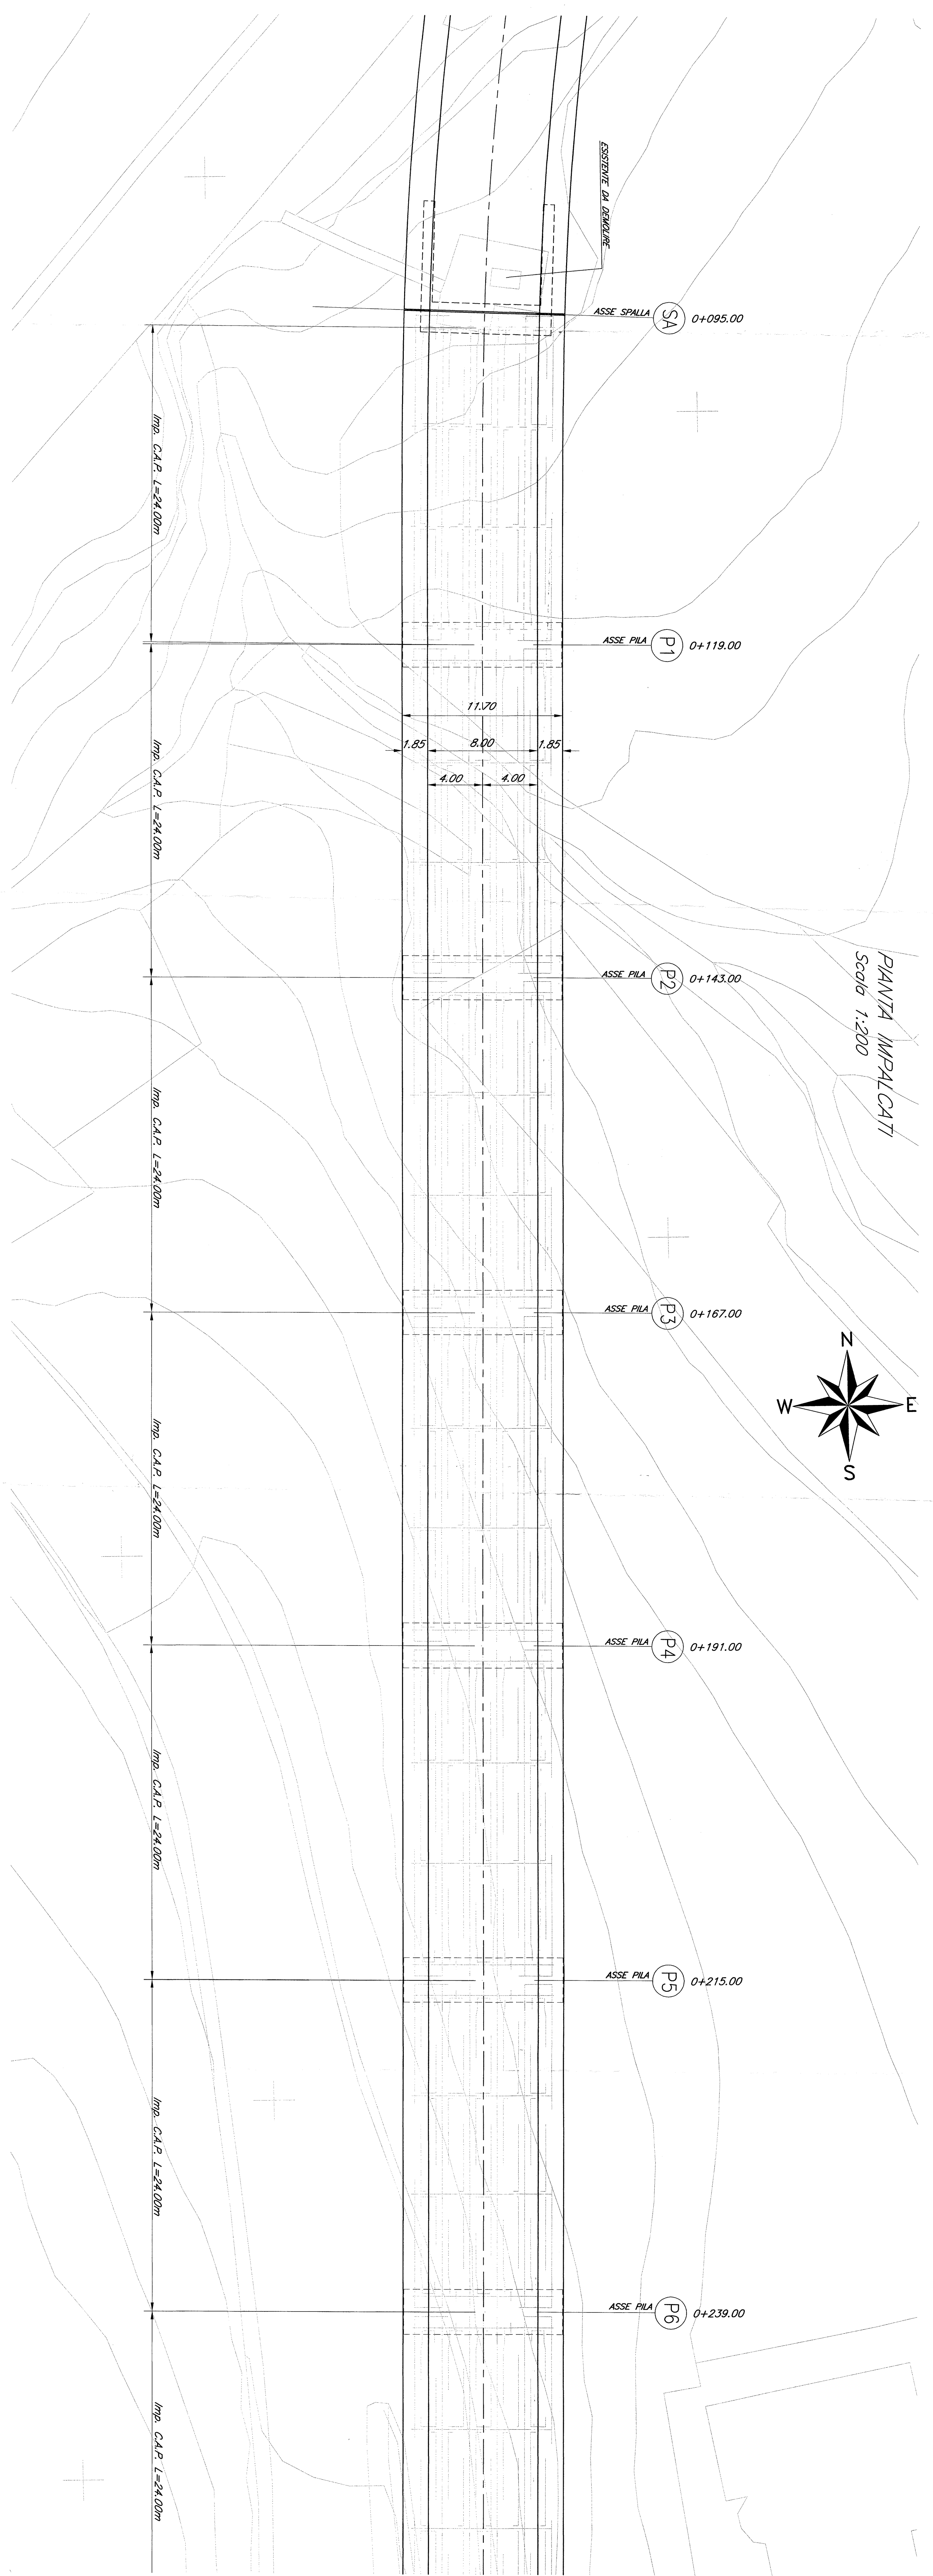 ESISTENTE DA DEMOLIRE
ASSE SPALLA SA 0+095.00
Imp. C.A.P. L=24.00m
ASSE PILA P1 0+119.00
11.70
1.85 8.00 1.85
4.00 4.00
Imp. C.A.P. L=24.00m
PIANTA IMPALCATI
Scala 1:200
ASSE PILA P2 0+143.00
Imp. C.A.P. L=24.00m
ASSE PILA P3 0+167.00
N
W E
S
Imp. C.A.P. L=24.00m
ASSE PILA P4 0+191.00
Imp. C.A.P. L=24.00m
ASSE PILA P5 0+215.00
Imp. C.A.P. L=24.00m
ASSE PILA P6 0+239.00
Imp. C.A.P. L=24.00m